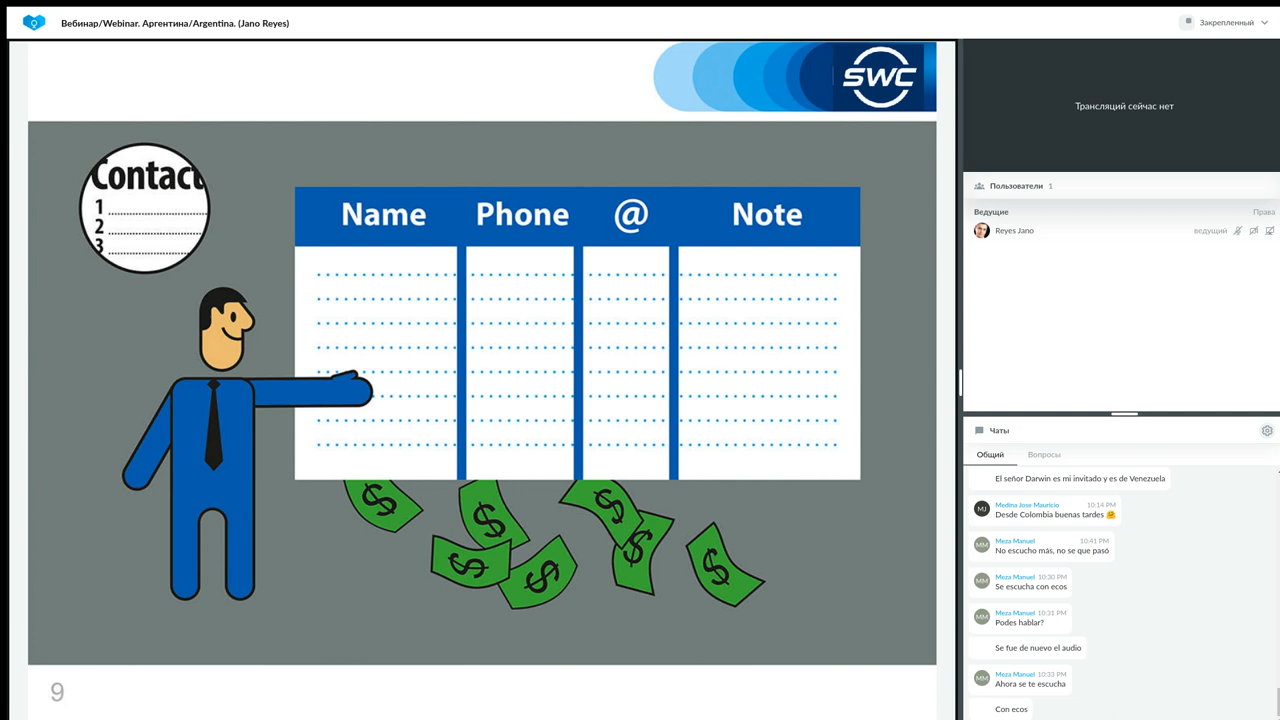 Вебинар/Webinar. Аргентина/Argentina. (Jano Reyes)
Закрепленный
SWC
Contact
1
2
3
Name Phone @ Note
$ $ $ $ $ $ $
9
Трансляций сейчас нет
Пользователи 1
Ведущие Права
Reyes Jano ведущий
Чаты
Общий Вопросы
El señor Darwin es mi invitado y es de Venezuela
MJ Medina Jose Mauricio 10:14 PM
Desde Colombia buenas tardes 🤗
MM Meza Manuel 10:41 PM
No escucho más, no se que pasó
MM Meza Manuel 10:30 PM
Se escucha con ecos
MM Meza Manuel 10:31 PM
Podes hablar?
Se fue de nuevo el audio
MM Meza Manuel 10:33 PM
Ahora se te escucha
Con ecos